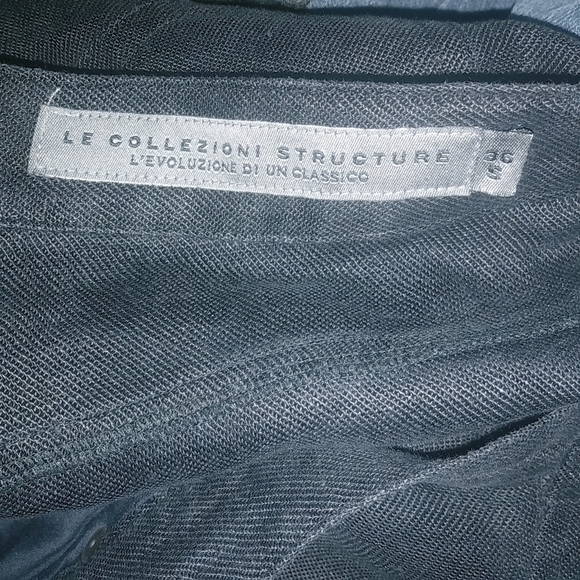 LE COLLEZIONI STRUCTURE
L'EVOLUZIONE DI UN CLASSICO
36
S